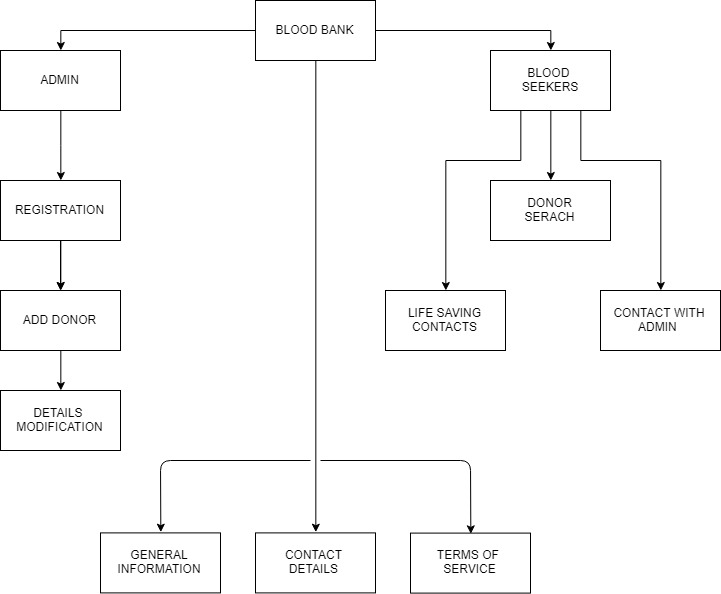 BLOOD BANK
ADMIN
BLOOD
SEEKERS
REGISTRATION
DONOR
SERACH
ADD DONOR
LIFE SAVING
CONTACTS
CONTACT WITH
ADMIN
DETAILS
MODIFICATION
GENERAL
INFORMATION
CONTACT
DETAILS
TERMS OF
SERVICE